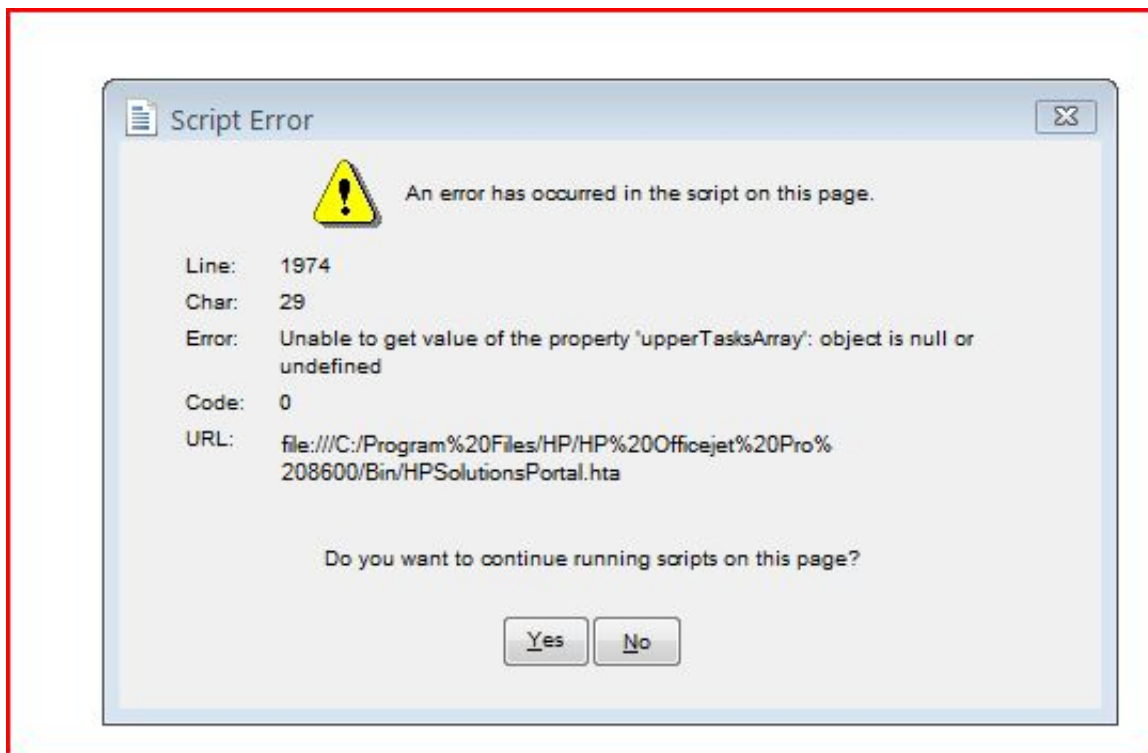 Script Error
An error has occurred in the script on this page.
Line: 1974
Char: 29
Error: Unable to get value of the property 'upperTasksArray': object is null or
undefined
Code: 0
URL: file:///C:/Program%20Files/HP/HP%20Officejet%20Pro%
208600/Bin/HPSolutionsPortal.hta
Do you want to continue running scripts on this page?
Yes No